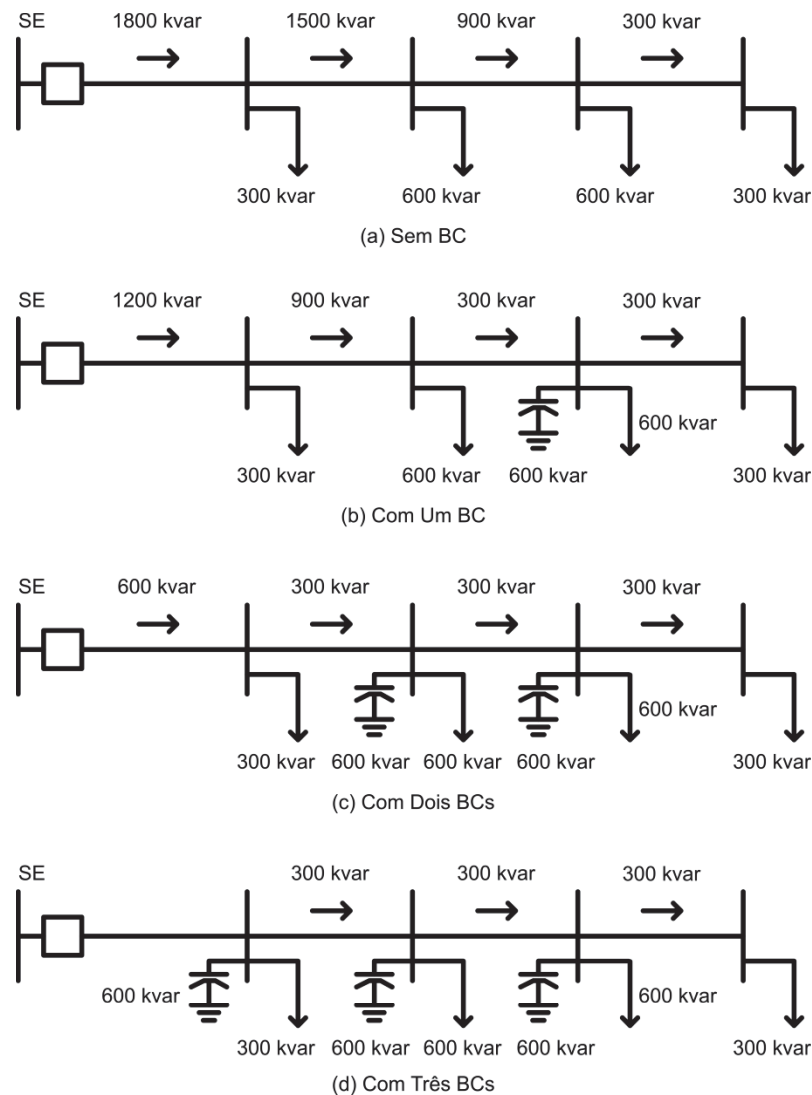 SE 1800 kvar 1500 kvar 900 kvar 300 kvar
300 kvar 600 kvar 600 kvar 300 kvar
(a) Sem BC
SE 1200 kvar 900 kvar 300 kvar 300 kvar
600 kvar
300 kvar 600 kvar 600 kvar 300 kvar
(b) Com Um BC
SE 600 kvar 300 kvar 300 kvar 300 kvar
600 kvar
300 kvar 600 kvar 600 kvar 600 kvar 300 kvar
(c) Com Dois BCs
SE 300 kvar 300 kvar 300 kvar
600 kvar 600 kvar
300 kvar 600 kvar 600 kvar 600 kvar 300 kvar
(d) Com Três BCs